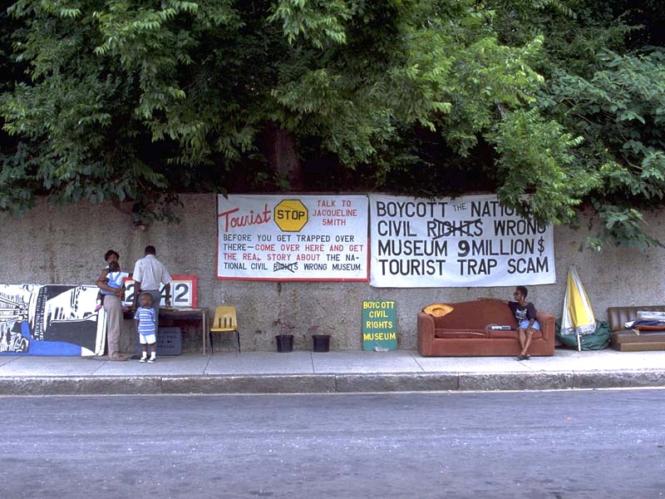 Tourist STOP TALK TO
JACQUELINE
SMITH
BEFORE YOU GET TRAPPED OVER
THERE—COME OVER HERE AND GET
THE REAL STORY ABOUT THE NA-
TIONAL CIVIL RIGHTS WRONG MUSEUM.
BOYCOTT THE NATIONAL
CIVIL RIGHTS WRONG
MUSEUM 9 MILLION $
TOURIST TRAP SCAM
42
BOYCOTT
CIVIL
RIGHTS
MUSEUM